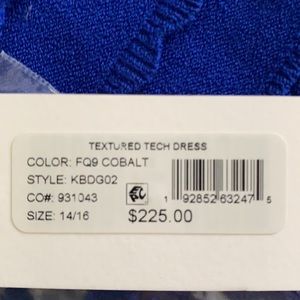 TEXTURED TECH DRESS
COLOR: FQ9 COBALT
STYLE: KBDG02
CO#: 931043
SIZE: 14/16
$225.00
1 92852 63247 5